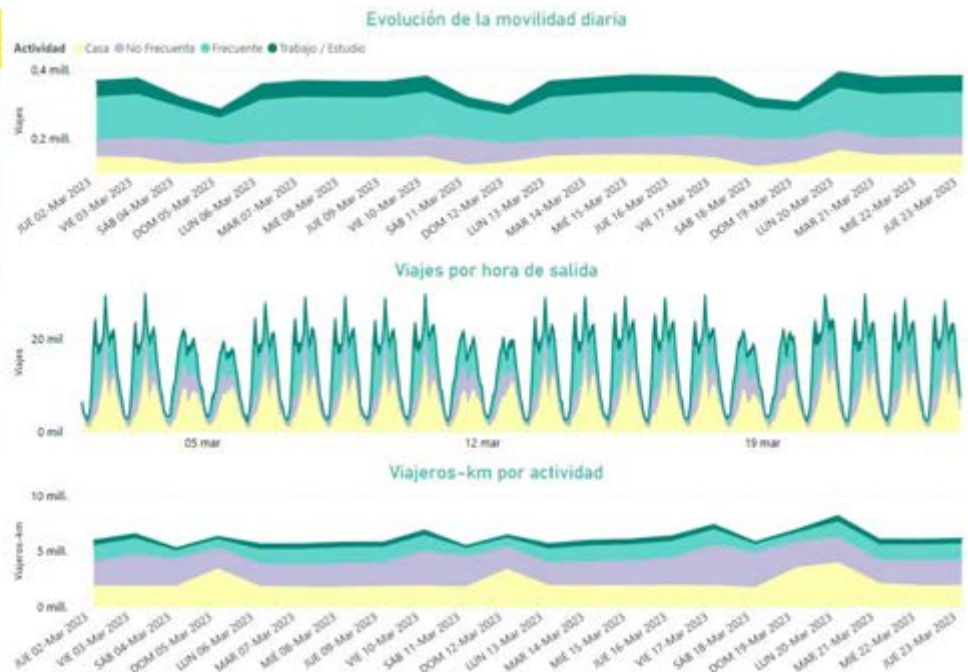 Evolución de la movilidad diaria
Actividad Casa No Frecuente Frecuente Trabajo / Estudio
0,4 mill.
0,2 mill.
Viajes
JUE 02-Mar 2023
VIE 03-Mar 2023
SÁB 04-Mar 2023
DOM 05-Mar 2023
LUN 06-Mar 2023
MAR 07-Mar 2023
MIÉ 08-Mar 2023
JUE 09-Mar 2023
VIE 10-Mar 2023
SÁB 11-Mar 2023
DOM 12-Mar 2023
LUN 13-Mar 2023
MAR 14-Mar 2023
MIÉ 15-Mar 2023
JUE 16-Mar 2023
VIE 17-Mar 2023
SÁB 18-Mar 2023
DOM 19-Mar 2023
LUN 20-Mar 2023
MAR 21-Mar 2023
MIÉ 22-Mar 2023
JUE 23-Mar 2023
Viajes por hora de salida
20 mil
Viajes
0 mil
05 mar 12 mar 19 mar
Viajeros-km por actividad
10 mill.
Viajeros-km
5 mill.
0 mill.
JUE 02-Mar 2023
VIE 03-Mar 2023
SÁB 04-Mar 2023
DOM 05-Mar 2023
LUN 06-Mar 2023
MAR 07-Mar 2023
MIÉ 08-Mar 2023
JUE 09-Mar 2023
VIE 10-Mar 2023
SÁB 11-Mar 2023
DOM 12-Mar 2023
LUN 13-Mar 2023
MAR 14-Mar 2023
MIÉ 15-Mar 2023
JUE 16-Mar 2023
VIE 17-Mar 2023
SÁB 18-Mar 2023
DOM 19-Mar 2023
LUN 20-Mar 2023
MAR 21-Mar 2023
MIÉ 22-Mar 2023
JUE 23-Mar 2023